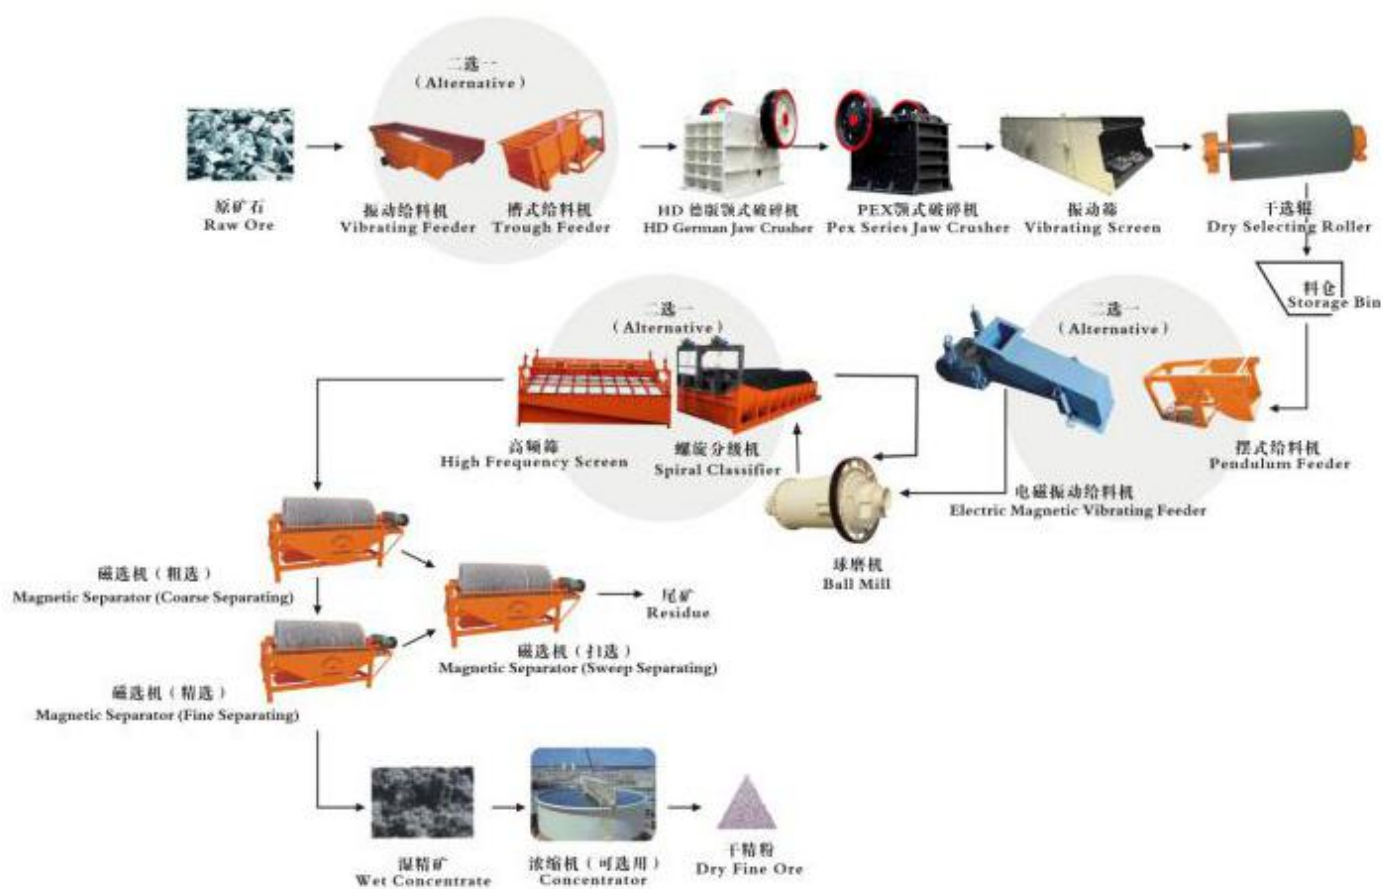 二选一
(Alternative)
原矿石
Raw Ore
振动给料机
Vibrating Feeder
槽式给料机
Trough Feeder
HD 德版颚式破碎机
HD German Jaw Crusher
PEX颚式破碎机
Pex Series Jaw Crusher
振动筛
Vibrating Screen
干选辊
Dry Selecting Roller
料仓
Storage Bin
二选一
(Alternative)
二选一
(Alternative)
高频筛
High Frequency Screen
螺旋分级机
Spiral Classifier
摆式给料机
Pendulum Feeder
电磁振动给料机
Electric Magnetic Vibrating Feeder
球磨机
Ball Mill
磁选机(粗选)
Magnetic Separator (Coarse Separating)
尾矿
Residue
磁选机(扫选)
Magnetic Separator (Sweep Separating)
磁选机(精选)
Magnetic Separator (Fine Separating)
湿精矿
Wet Concentrate
浓缩机(可选用)
Concentrator
干精粉
Dry Fine Ore